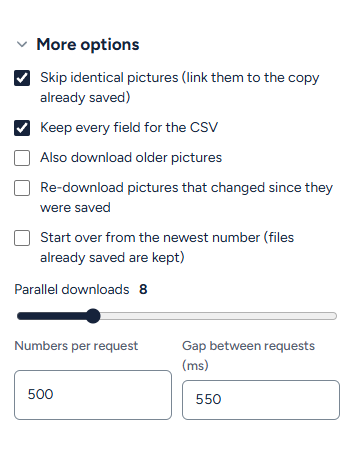 More options
Skip identical pictures (link them to the copy
already saved)
Keep every field for the CSV
Also download older pictures
Re-download pictures that changed since they
were saved
Start over from the newest number (files
already saved are kept)
Parallel downloads 8
Numbers per request
Gap between requests
(ms)
500
550